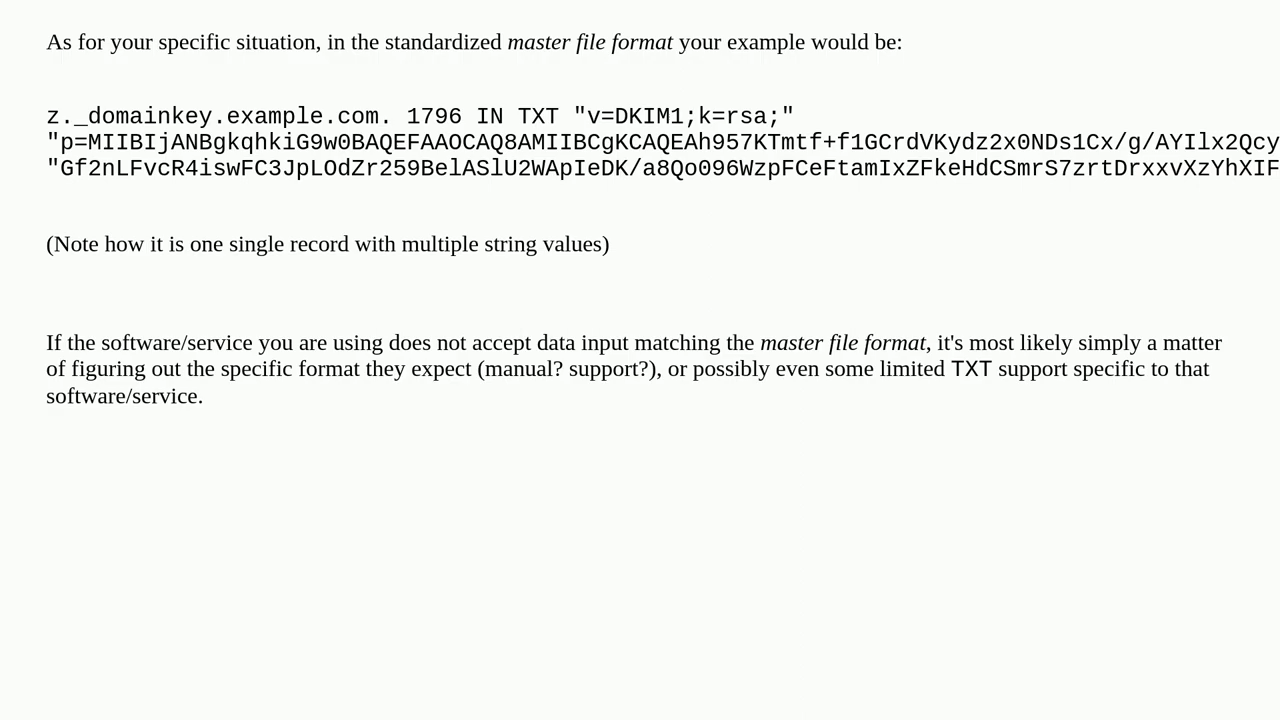 As for your specific situation, in the standardized master file format your example would be:
z._domainkey.example.com. 1796 IN TXT "v=DKIM1;k=rsa;"
"p=MIIBIjANBgkqhkiG9w0BAQEFAAOCAQ8AMIIBCgKCAQEAh957KTmtf+f1GCrdVKydz2x0NDs1Cx/g/AYIlx2Qcy
"Gf2nLFvcR4iswFC3JpLOdZr259BelASlU2WApIeDK/a8Qo096WzpFCeFtamIxZFkeHdCSmrS7zrtDrxxvXzYhXIF
(Note how it is one single record with multiple string values)
If the software/service you are using does not accept data input matching the master file format, it's most likely simply a matter
of figuring out the specific format they expect (manual? support?), or possibly even some limited TXT support specific to that
software/service.